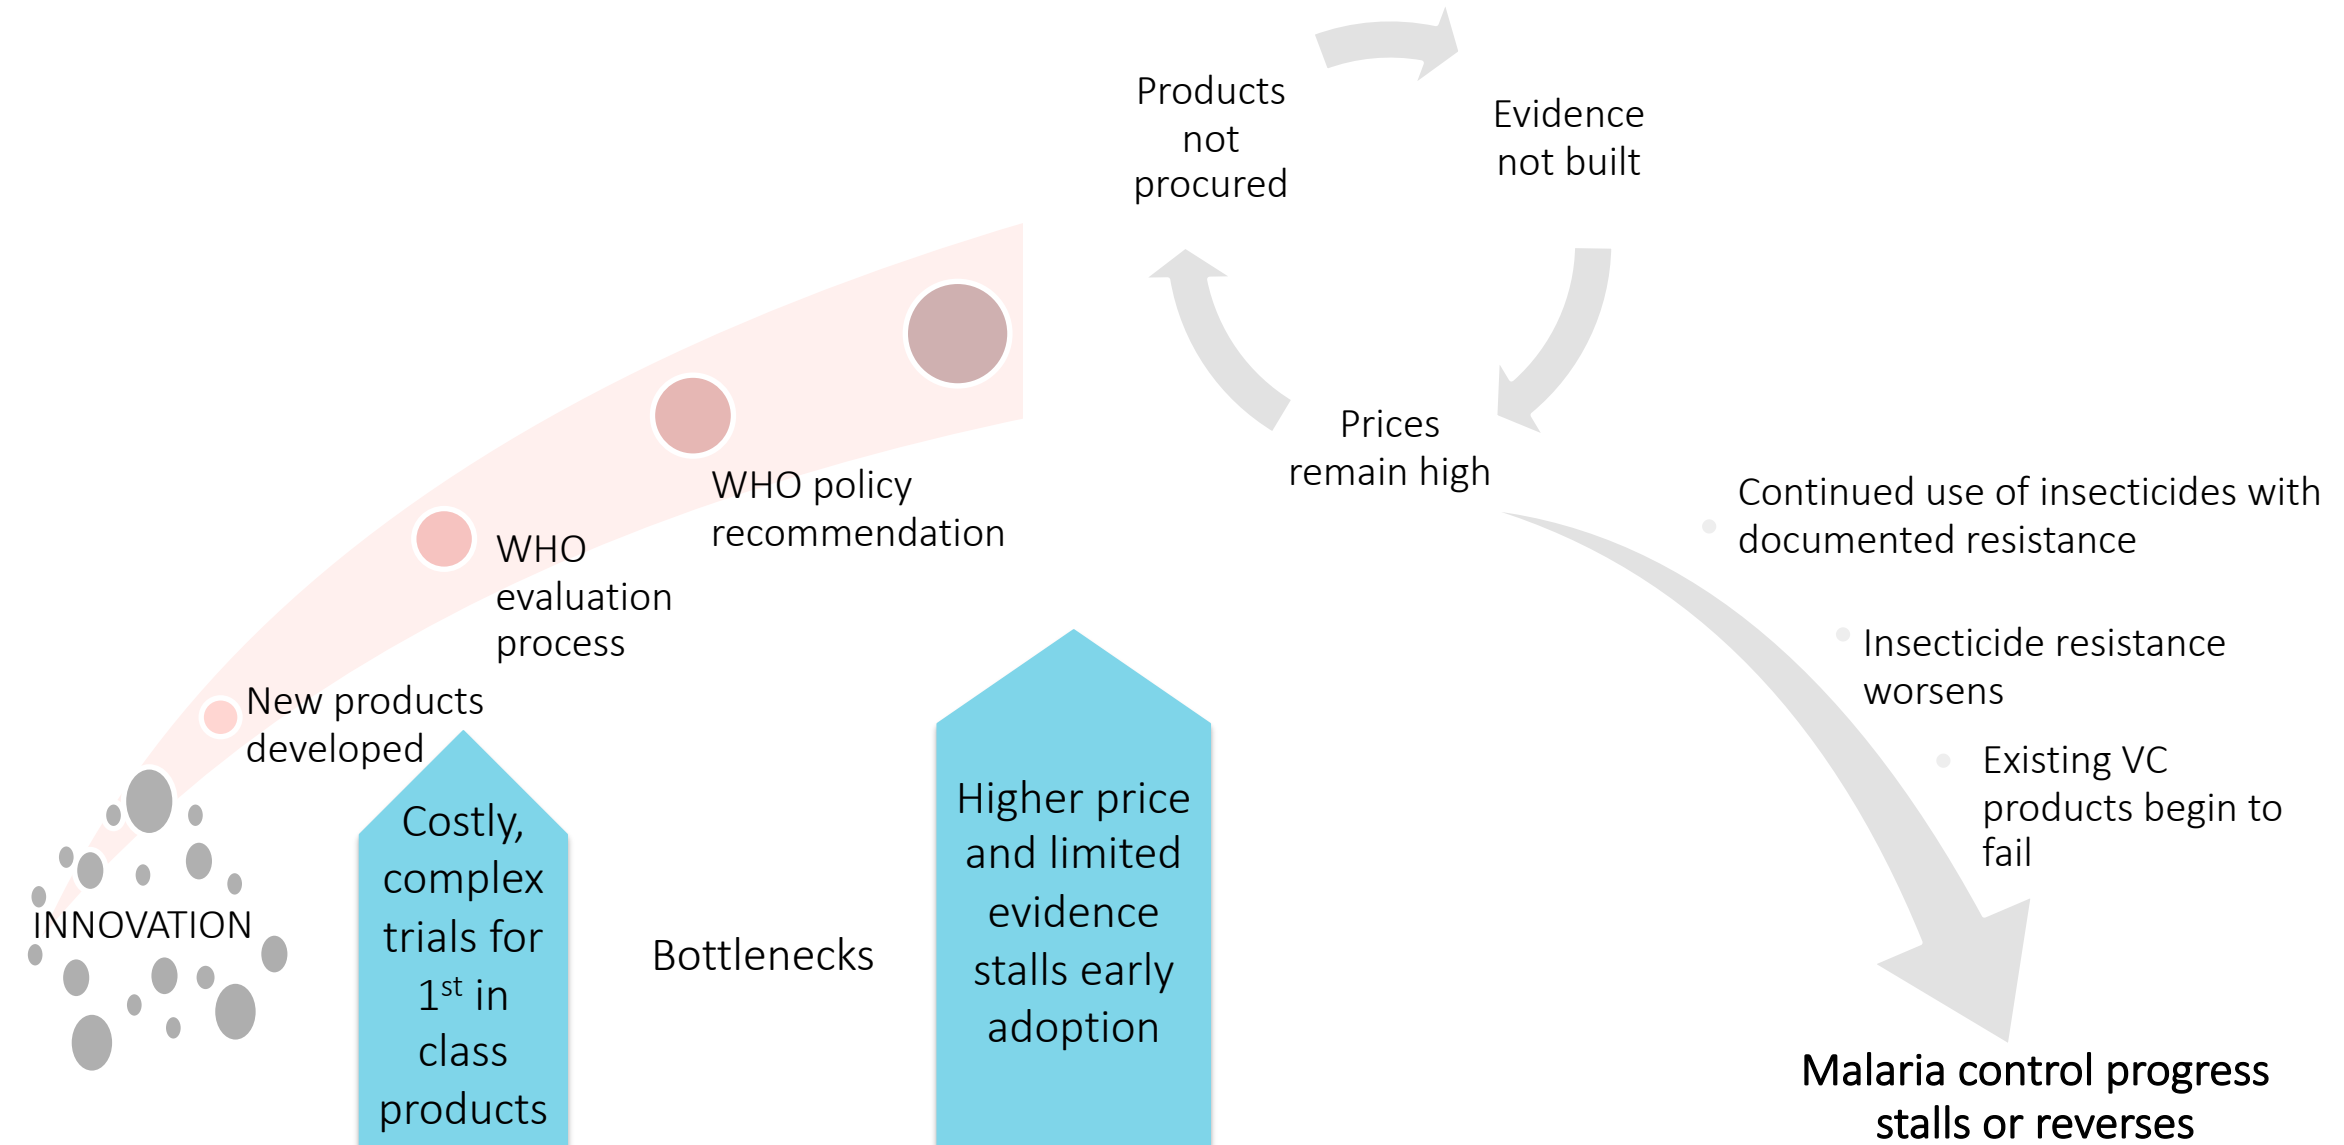 INNOVATION
New products
developed
WHO
evaluation
process
WHO policy
recommendation
Costly,
complex
trials for
1st in
class
products
Bottlenecks
Higher price
and limited
evidence
stalls early
adoption
Products
not
procured
Evidence
not built
Prices
remain high
Continued use of insecticides with
documented resistance
Insecticide resistance
worsens
Existing VC
products begin to
fail
Malaria control progress
stalls or reverses